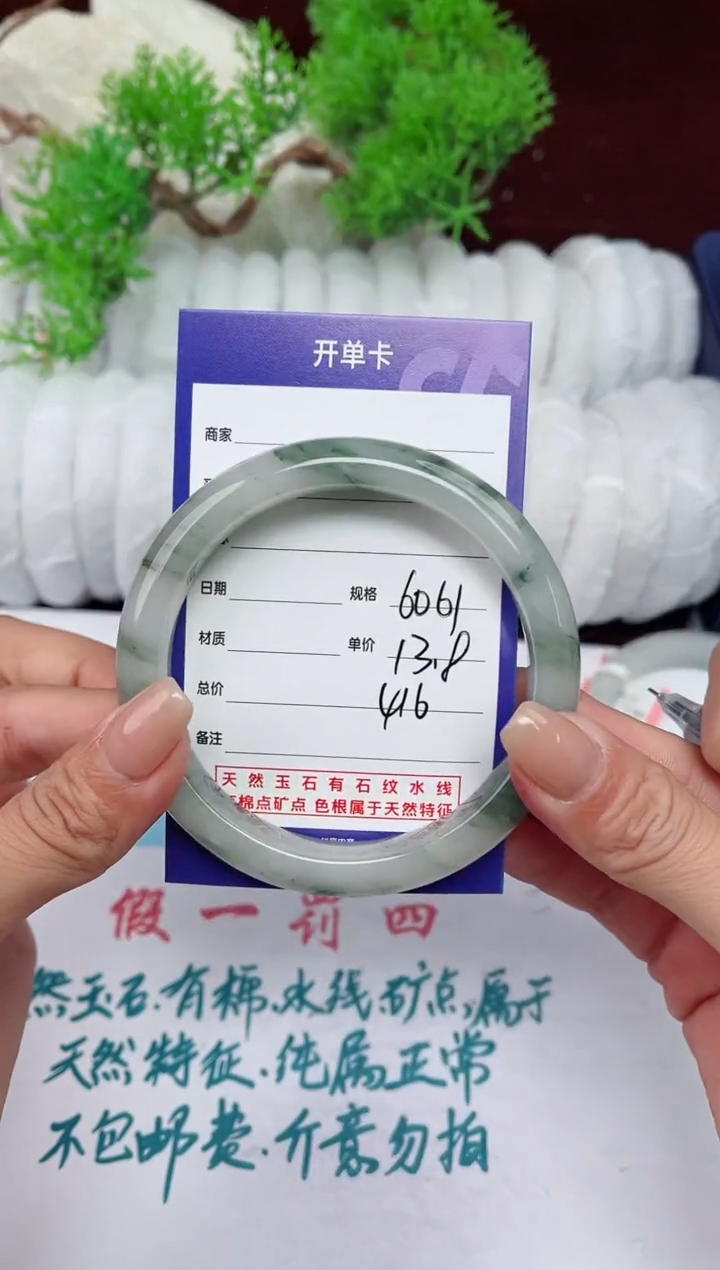 开单卡
商家
日期 规格 6061
材质 单价 13.8
总价 416
备注
天然玉石有石纹水线
棉点矿点 色根属于天然特征
假一罚四
然玉石.有棉.水线.矿点,属于
天然特征.纯属正常
不包邮费.介意勿拍